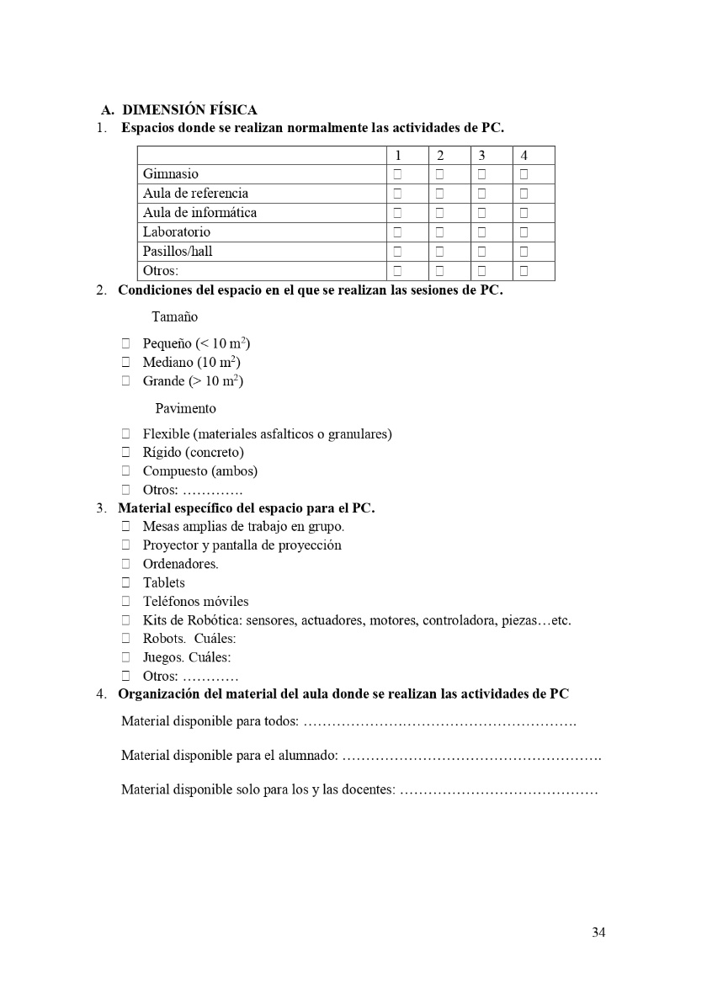 A. DIMENSIÓN FÍSICA
1. Espacios donde se realizan normalmente las actividades de PC.
1 2 3 4
Gimnasio □ □ □ □
Aula de referencia □ □ □ □
Aula de informática □ □ □ □
Laboratorio □ □ □ □
Pasillos/hall □ □ □ □
Otros: □ □ □ □
2. Condiciones del espacio en el que se realizan las sesiones de PC.
Tamaño
□ Pequeño (< 10 m²)
□ Mediano (10 m²)
□ Grande (> 10 m²)
Pavimento
□ Flexible (materiales asfalticos o granulares)
□ Rígido (concreto)
□ Compuesto (ambos)
□ Otros: ………….
3. Material específico del espacio para el PC.
□ Mesas amplias de trabajo en grupo.
□ Proyector y pantalla de proyección
□ Ordenadores.
□ Tablets
□ Teléfonos móviles
□ Kits de Robótica: sensores, actuadores, motores, controladora, piezas…etc.
□ Robots. Cuáles:
□ Juegos. Cuáles:
□ Otros: …………
4. Organización del material del aula donde se realizan las actividades de PC
Material disponible para todos: ………………………………………………….
Material disponible para el alumnado: ……………………………………………….
Material disponible solo para los y las docentes: ……………………………………
34